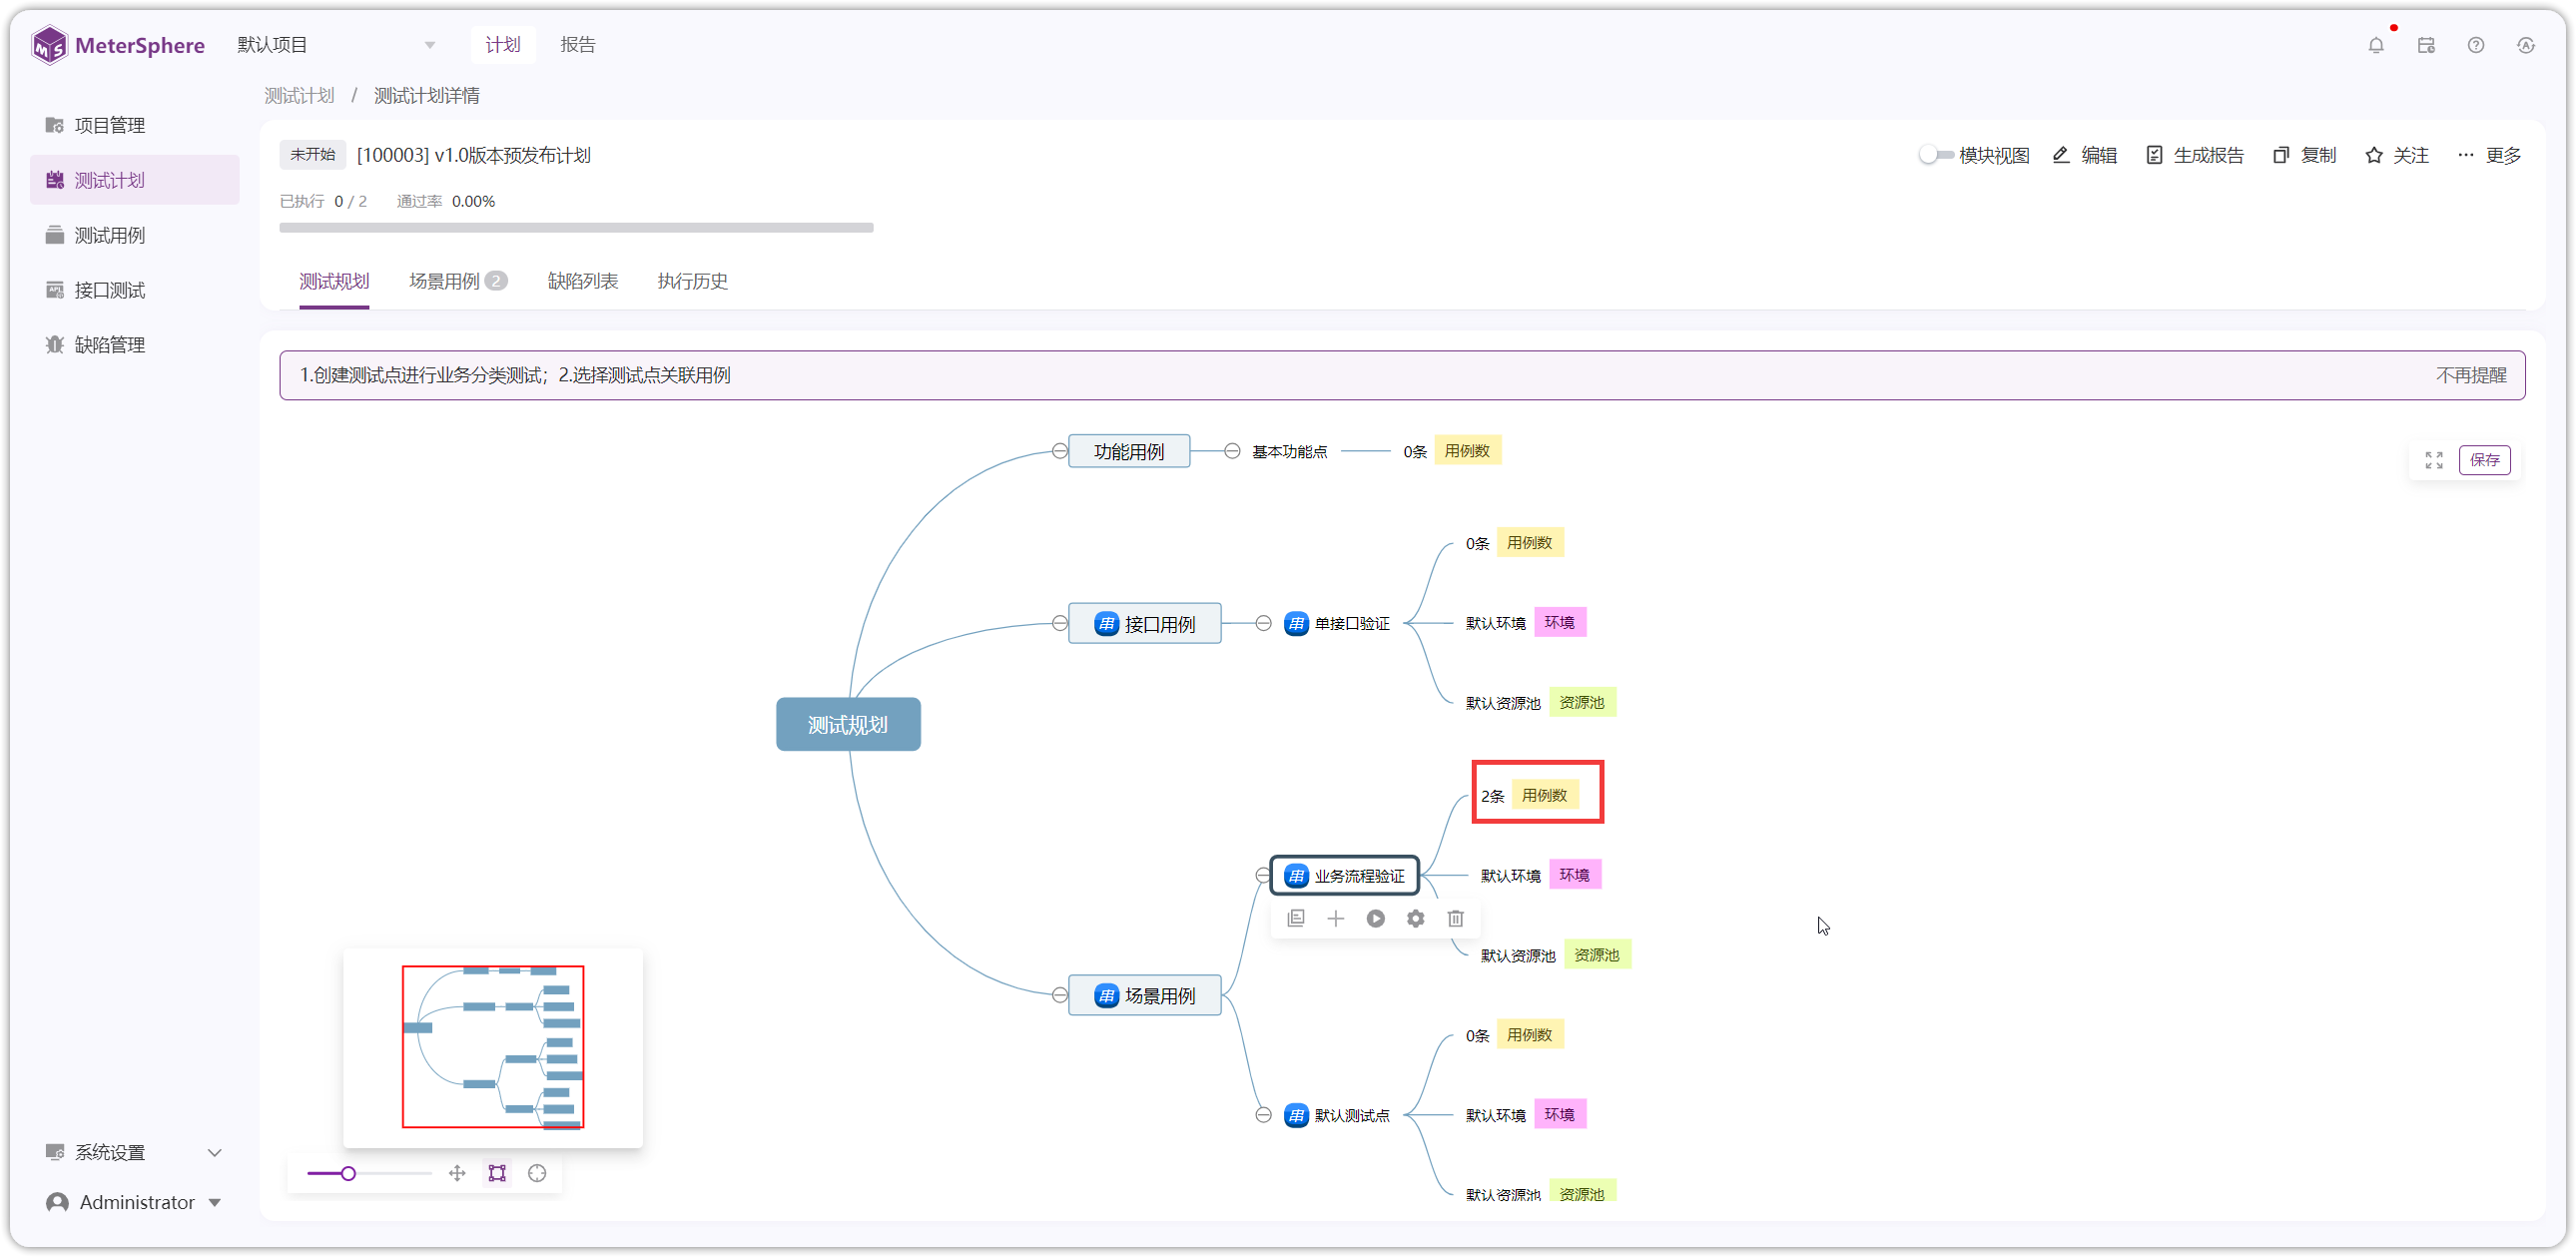 MeterSphere 默认项目 计划 报告
测试计划 / 测试计划详情
项目管理
测试计划
测试用例
接口测试
缺陷管理
系统设置
Administrator
未开始 [100003] v1.0版本预发布计划
模块视图 编辑 生成报告 复制 关注 更多
已执行 0 / 2 通过率 0.00%
测试规划 场景用例 2 缺陷列表 执行历史
1.创建测试点进行业务分类测试；2.选择测试点关联用例 不再提醒
保存
测试规划
功能用例 基本功能点 0条 用例数
接口用例 单接口验证
0条 用例数
默认环境 环境
默认资源池 资源池
场景用例
业务流程验证
2条 用例数
默认环境 环境
默认资源池 资源池
默认测试点
0条 用例数
默认环境 环境
默认资源池 资源池